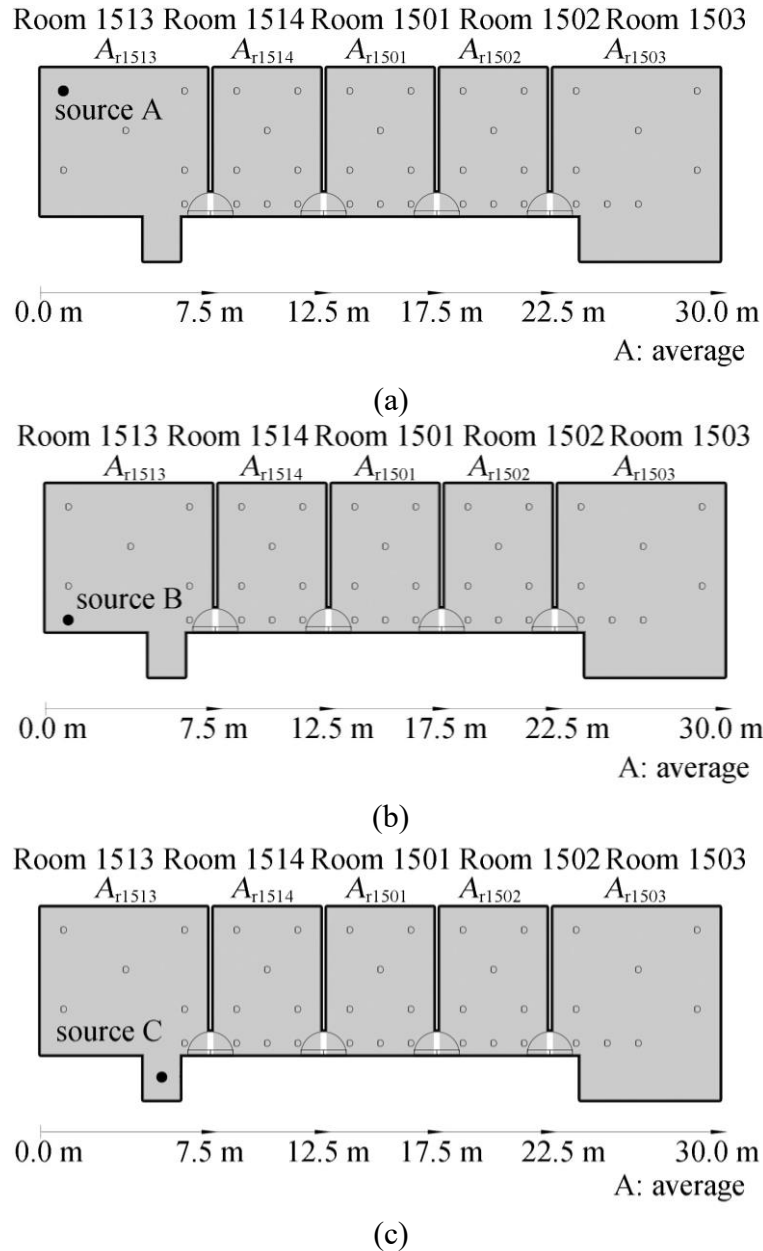 Room 1513 Room 1514 Room 1501 Room 1502 Room 1503
Ar1513 Ar1514 Ar1501 Ar1502 Ar1503
source A
0.0 m 7.5 m 12.5 m 17.5 m 22.5 m 30.0 m
A: average
(a)
Room 1513 Room 1514 Room 1501 Room 1502 Room 1503
Ar1513 Ar1514 Ar1501 Ar1502 Ar1503
source B
0.0 m 7.5 m 12.5 m 17.5 m 22.5 m 30.0 m
A: average
(b)
Room 1513 Room 1514 Room 1501 Room 1502 Room 1503
Ar1513 Ar1514 Ar1501 Ar1502 Ar1503
source C
0.0 m 7.5 m 12.5 m 17.5 m 22.5 m 30.0 m
A: average
(c)